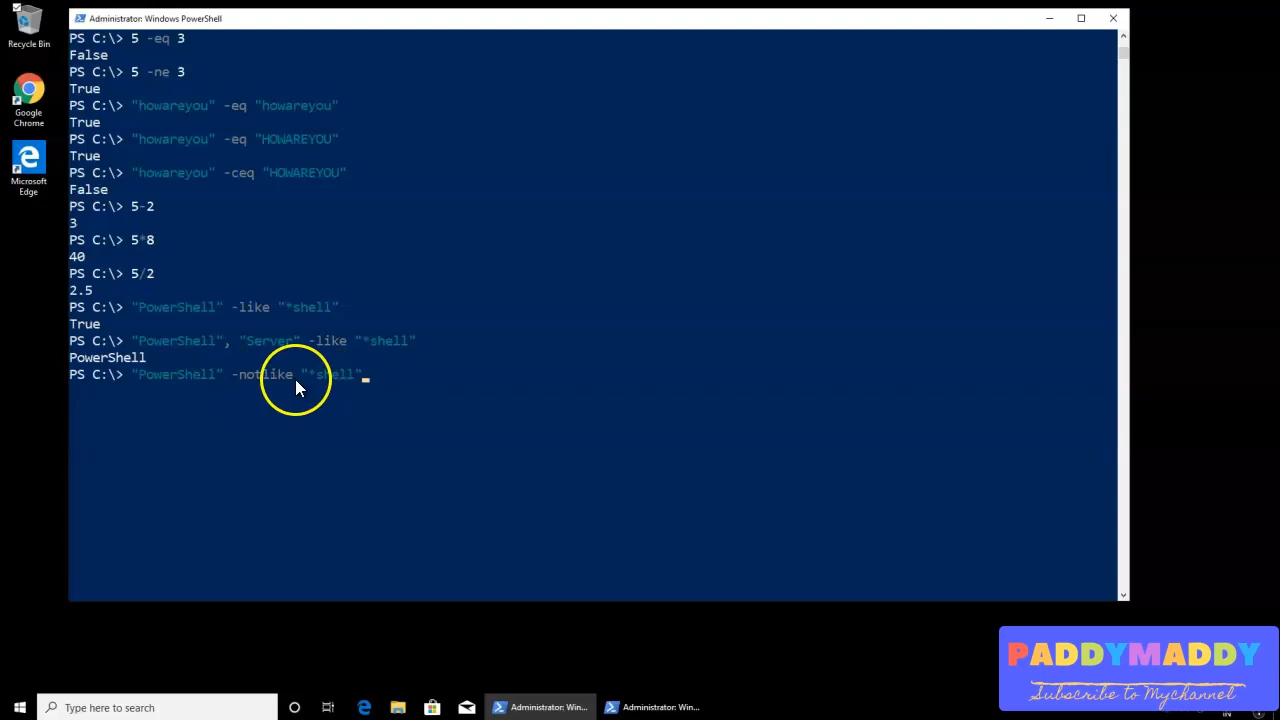 Administrator: Windows PowerShell
Recycle Bin
Google
Chrome
Microsoft
Edge
PS C:\> 5 -eq 3
False
PS C:\> 5 -ne 3
True
PS C:\> "howareyou" -eq "howareyou"
True
PS C:\> "howareyou" -eq "HOWAREYOU"
True
PS C:\> "howareyou" -ceq "HOWAREYOU"
False
PS C:\> 5-2
3
PS C:\> 5*8
40
PS C:\> 5/2
2.5
PS C:\> "PowerShell" -like "*shell"
True
PS C:\> "PowerShell", "Server" -like "*shell"
PowerShell
PS C:\> "PowerShell" -notlike "*shell"
PADDYMADDY
Subscribe to Mychannel
Type here to search
Administrator: Win...
Administrator: Win...
IN